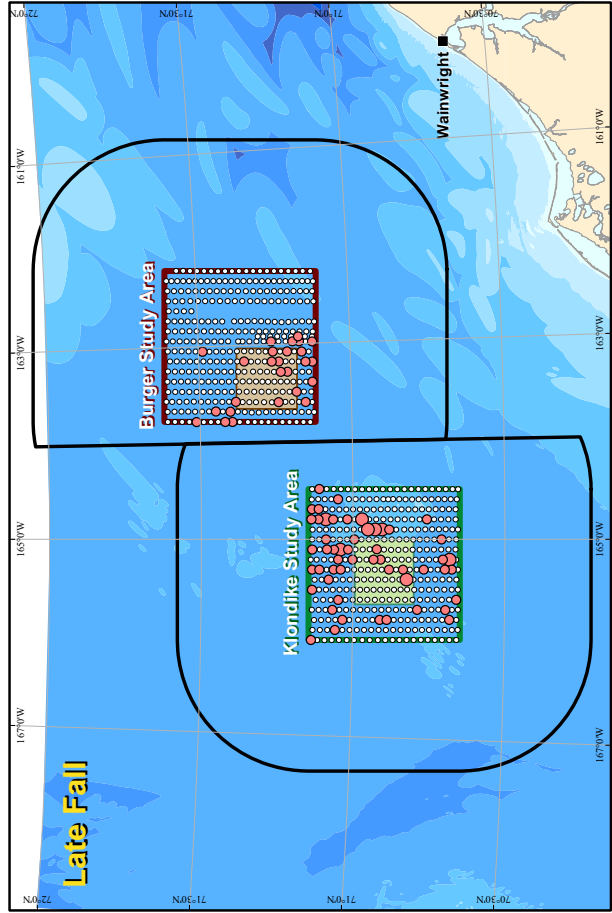 Late Fall
72°0'N
71°30'N
71°0'N
70°30'N
161°0'W
161°0'W
Wainwright
Burger Study Area
163°0'W
163°0'W
Klondike Study Area
165°0'W
165°0'W
167°0'W
167°0'W
72°0'N
71°30'N
71°0'N
70°30'N